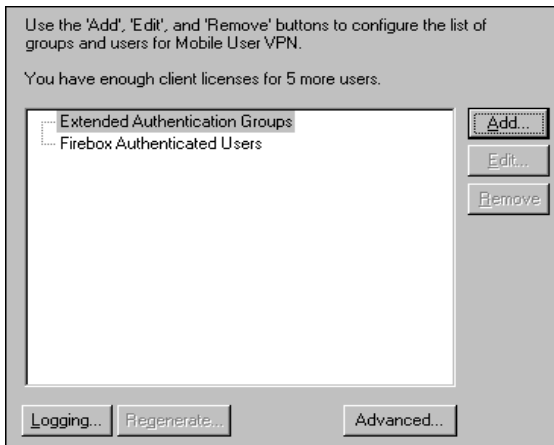 Use the 'Add', 'Edit', and 'Remove' buttons to configure the list of
groups and users for Mobile User VPN.
You have enough client licenses for 5 more users.
Extended Authentication Groups
Firebox Authenticated Users
Add...
Edit...
Remove
Logging...
Regenerate...
Advanced...